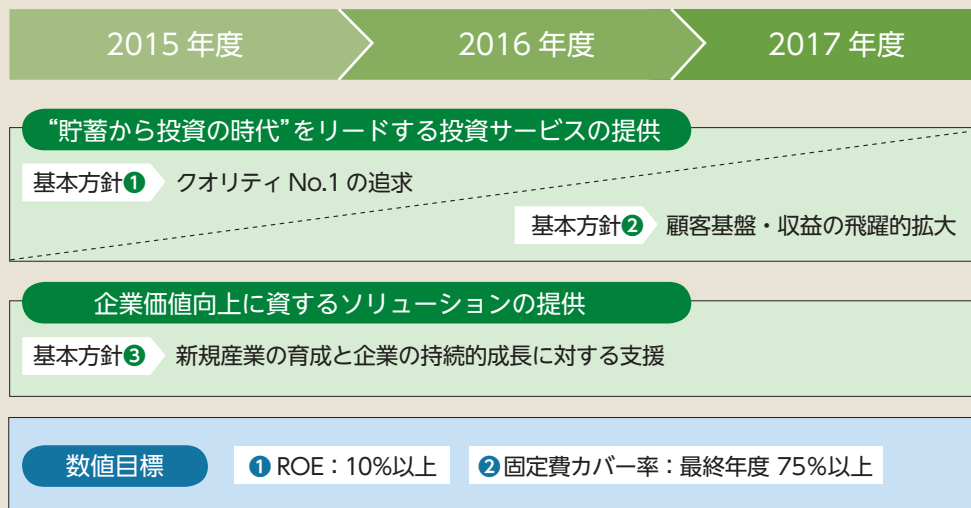 2015 年度
2016 年度
2017 年度
“貯蓄から投資の時代”をリードする投資サービスの提供
基本方針❶ クオリティ No.1 の追求
基本方針❷ 顧客基盤・収益の飛躍的拡大
企業価値向上に資するソリューションの提供
基本方針❸ 新規産業の育成と企業の持続的成長に対する支援
数値目標 ❶ ROE：10%以上 ❷ 固定費カバー率：最終年度 75%以上